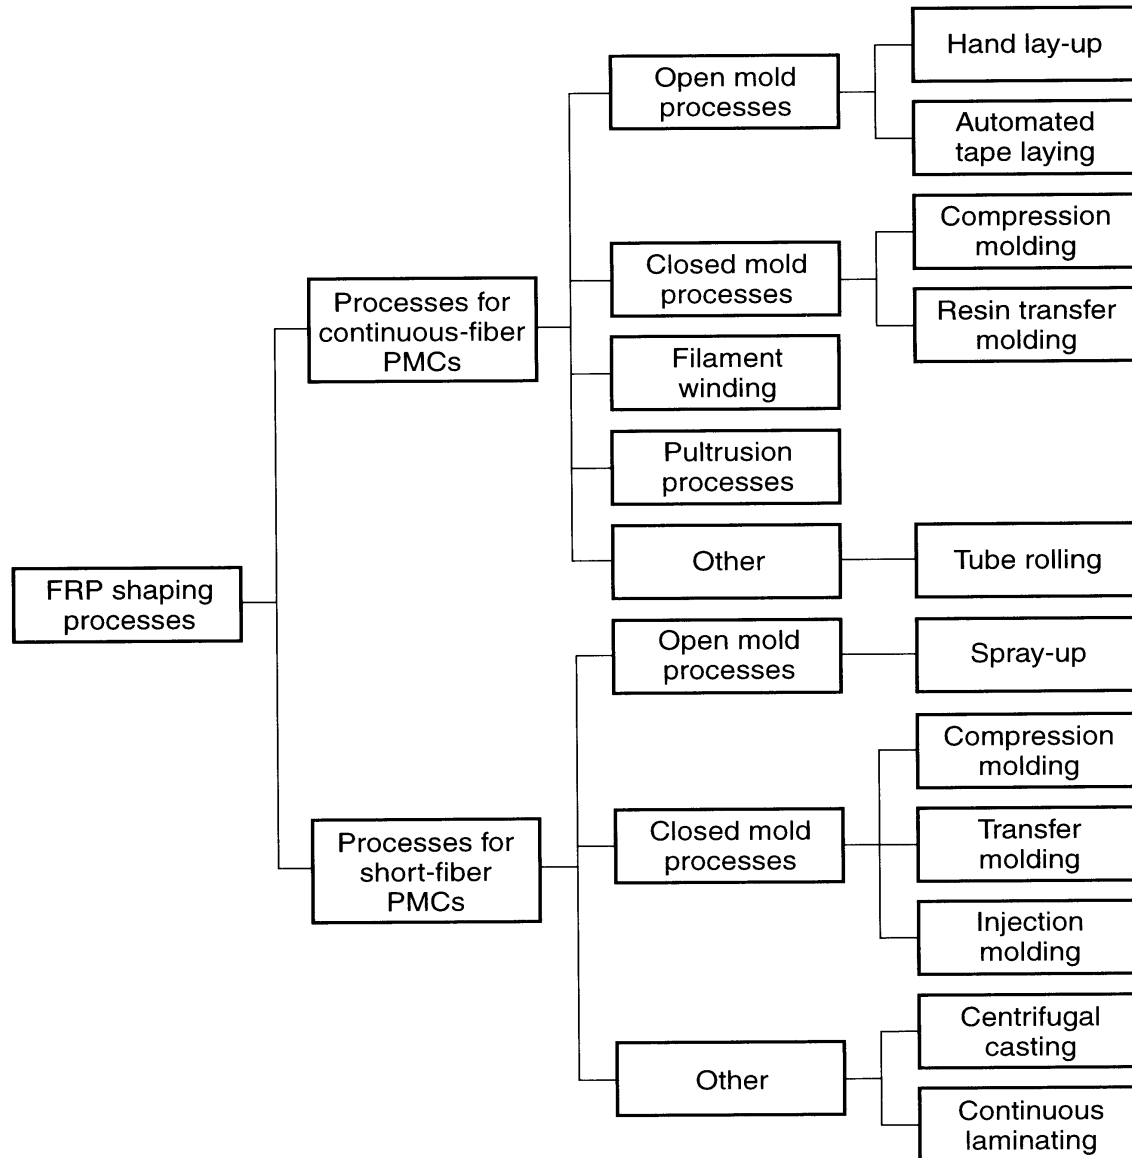 Hand lay-up
Open mold
processes
Automated
tape laying
Compression
molding
Closed mold
processes
Processes for
continuous-fiber
PMCs
Resin transfer
molding
Filament
winding
Pultrusion
processes
Other
Tube rolling
FRP shaping
processes
Open mold
processes
Spray-up
Compression
molding
Processes for
short-fiber
PMCs
Closed mold
processes
Transfer
molding
Injection
molding
Centrifugal
casting
Other
Continuous
laminating